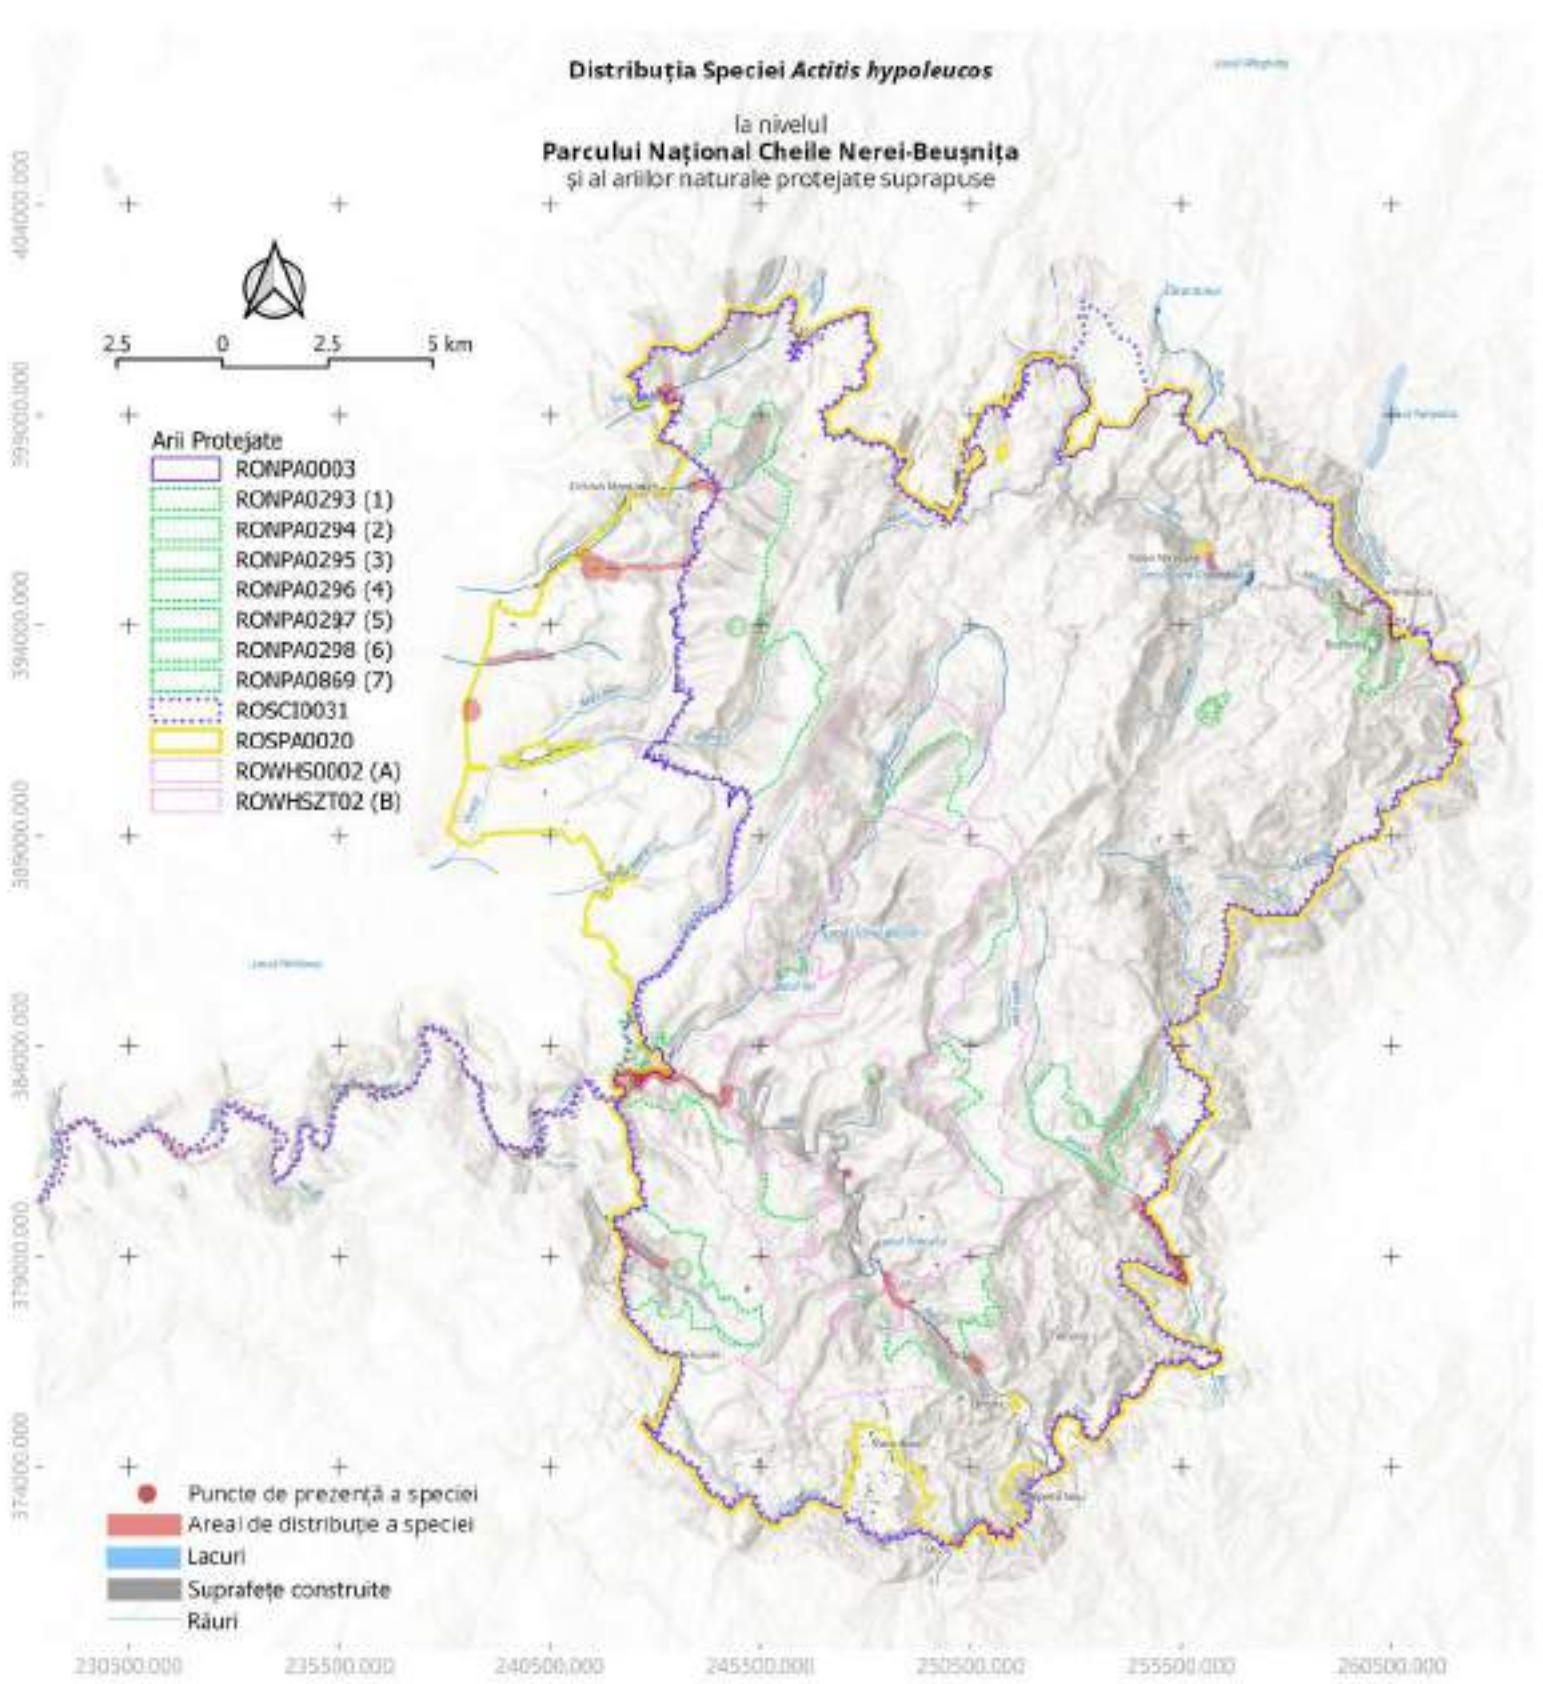 Distribuția Speciei Actitis hypoleucos
la nivelul
Parcului Național Cheile Nerei-Beușnița
și al ariilor naturale protejate suprapuse
404000.000
399000.000
394000.000
389000.000
384000.000
379000.000
374000.000
2.5 0 2.5 5 km
Arii Protejate
RONPA0003
RONPA0293 (1)
RONPA0294 (2)
RONPA0295 (3)
RONPA0296 (4)
RONPA0297 (5)
RONPA0298 (6)
RONPA0869 (7)
ROSCI0031
ROSPA0020
ROWHS0002 (A)
ROWHSZT02 (B)
Puncte de prezență a speciei
Areal de distribuție a speciei
Lacuri
Suprafețe construite
Râuri
230500.000 235500.000 240500.000 245500.000 250500.000 255500.000 260500.000